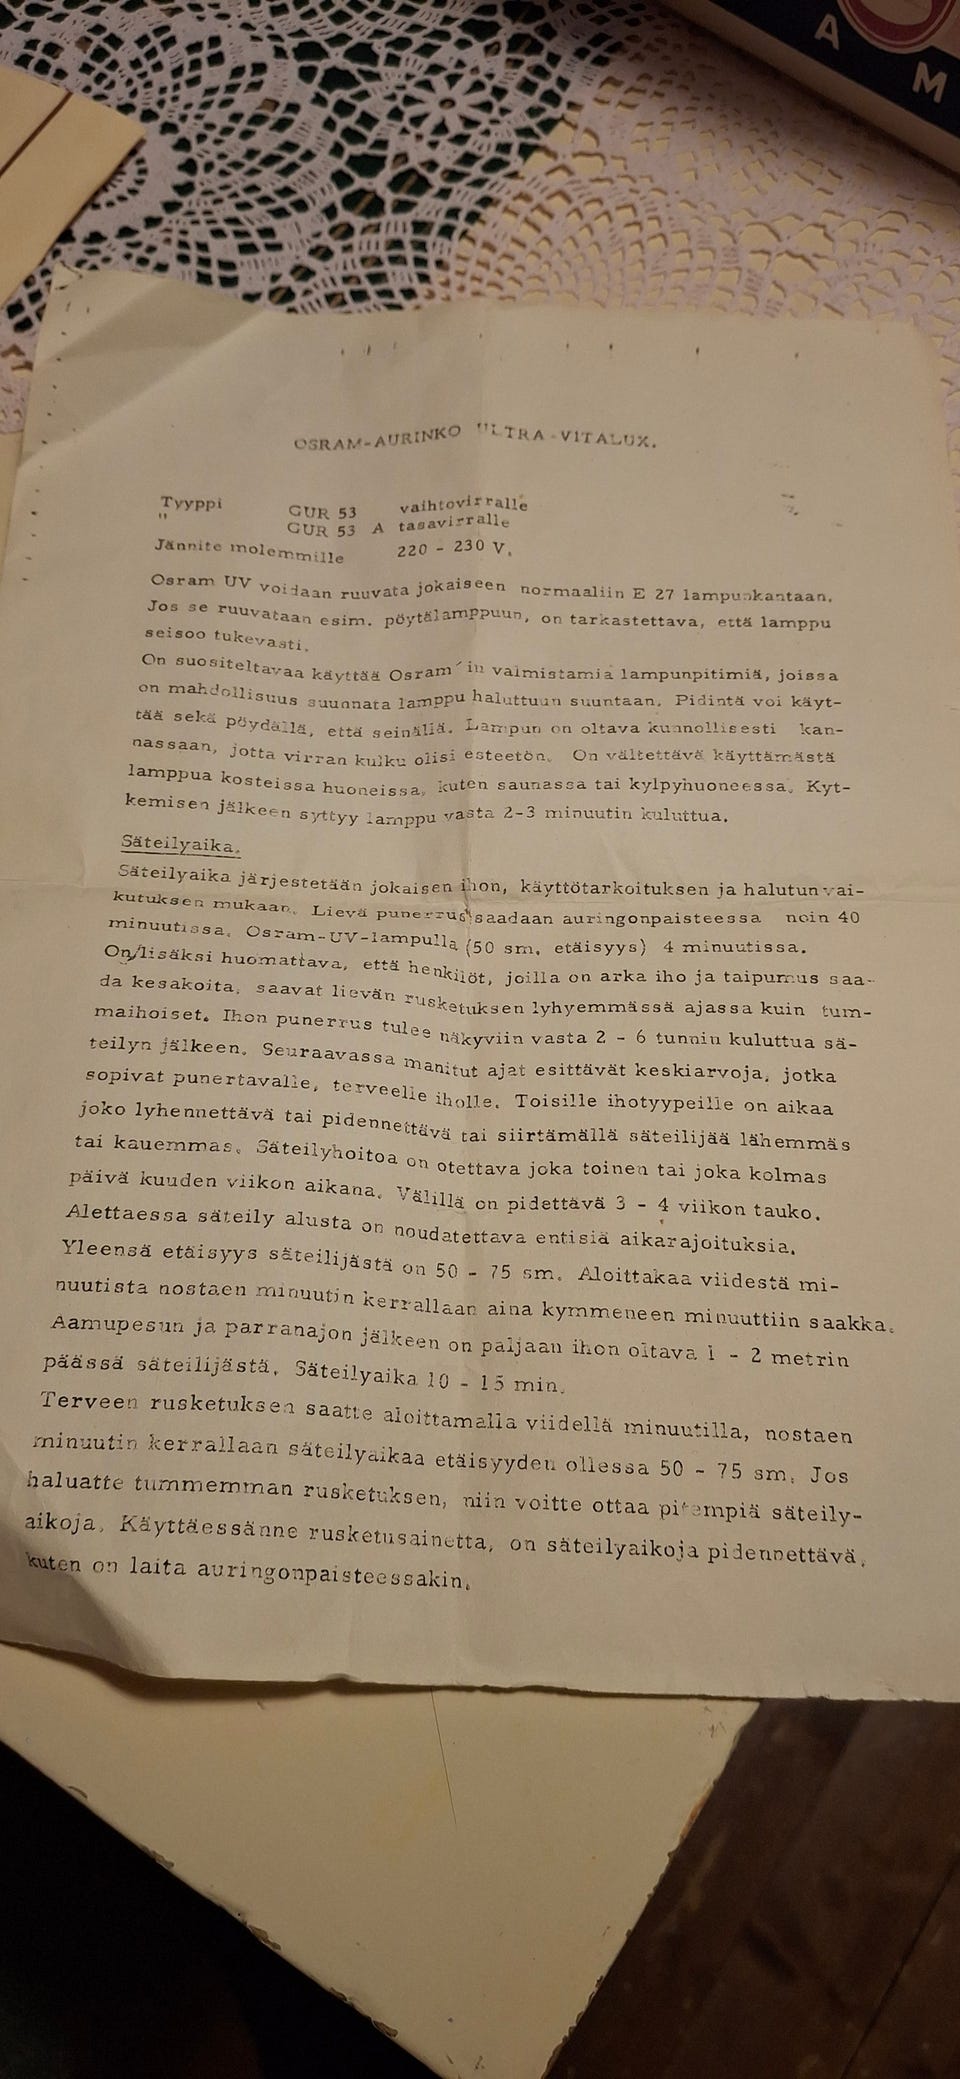 A
M
OSRAM-AURINKO ULTRA-VITALUX.
Tyyppi GUR 53 vaihtovirralle
" GUR 53 A tasavirralle
Jännite molemmille 220 - 230 V.
Osram UV voidaan ruuvata jokaiseen normaaliin E 27 lampunkantaan.
Jos se ruuvataan esim. pöytälamppuun, on tarkastettava, että lamppu
seisoo tukevasti.
On suositeltavaa käyttää Osram´in valmistamia lampunpitimiä, joissa
on mahdollisuus suunnata lamppu haluttuun suuntaan. Pidintä voi käyt-
tää sekä pöydällä, että seinällä. Lampun on oltava kunnollisesti kan-
nassaan, jotta virran kulku olisi esteetön. On vältettävä käyttämästä
lamppua kosteissa huoneissa, kuten saunassa tai kylpyhuoneessa. Kyt-
kemisen jälkeen syttyy lamppu vasta 2-3 minuutin kuluttua.
Säteilyaika.
Säteilyaika järjestetään jokaisen ihon, käyttötarkoituksen ja halutun vai-
kutuksen mukaan. Lievä punerrus saadaan auringonpaisteessa noin 40
minuutissa. Osram-UV-lampulla (50 sm. etäisyys) 4 minuutissa.
On/lisäksi huomattava, että henkilöt, joilla on arka iho ja taipumus saa-
da kesakoita, saavat lievän rusketuksen lyhyemmässä ajassa kuin tum-
maihoiset. Ihon punerrus tulee näkyviin vasta 2 - 6 tunnin kuluttua sä-
teilyn jälkeen. Seuraavassa manitut ajat esittävät keskiarvoja, jotka
sopivat punertavalle, terveelle iholle. Toisille ihotyypeille on aikaa
joko lyhennettävä tai pidennettävä tai siirtämällä säteilijää lähemmäs
tai kauemmas. Säteilyhoitoa on otettava joka toinen tai joka kolmas
päivä kuuden viikon aikana. Välillä on pidettävä 3 - 4 viikon tauko.
Alettaessa säteily alusta on noudatettava entisiä aikarajoituksia.
Yleensä etäisyys säteilijästä on 50 - 75 sm. Aloittakaa viidestä mi-
nuutista nostaen minuutin kerrallaan aina kymmeneen minuuttiin saakka.
Aamupesun ja parranajon jälkeen on paljaan ihon oltava 1 - 2 metrin
päässä säteilijästä. Säteilyaika 10 - 15 min.
Terveen rusketuksen saatte aloittamalla viidellä minuutilla, nostaen
minuutin kerrallaan säteilyaikaa etäisyyden ollessa 50 - 75 sm. Jos
haluatte tummemman rusketuksen, niin voitte ottaa pitempiä säteily-
aikoja. Käyttäessänne rusketusainetta, on säteilyaikoja pidennettävä,
kuten on laita auringonpaisteessakin.